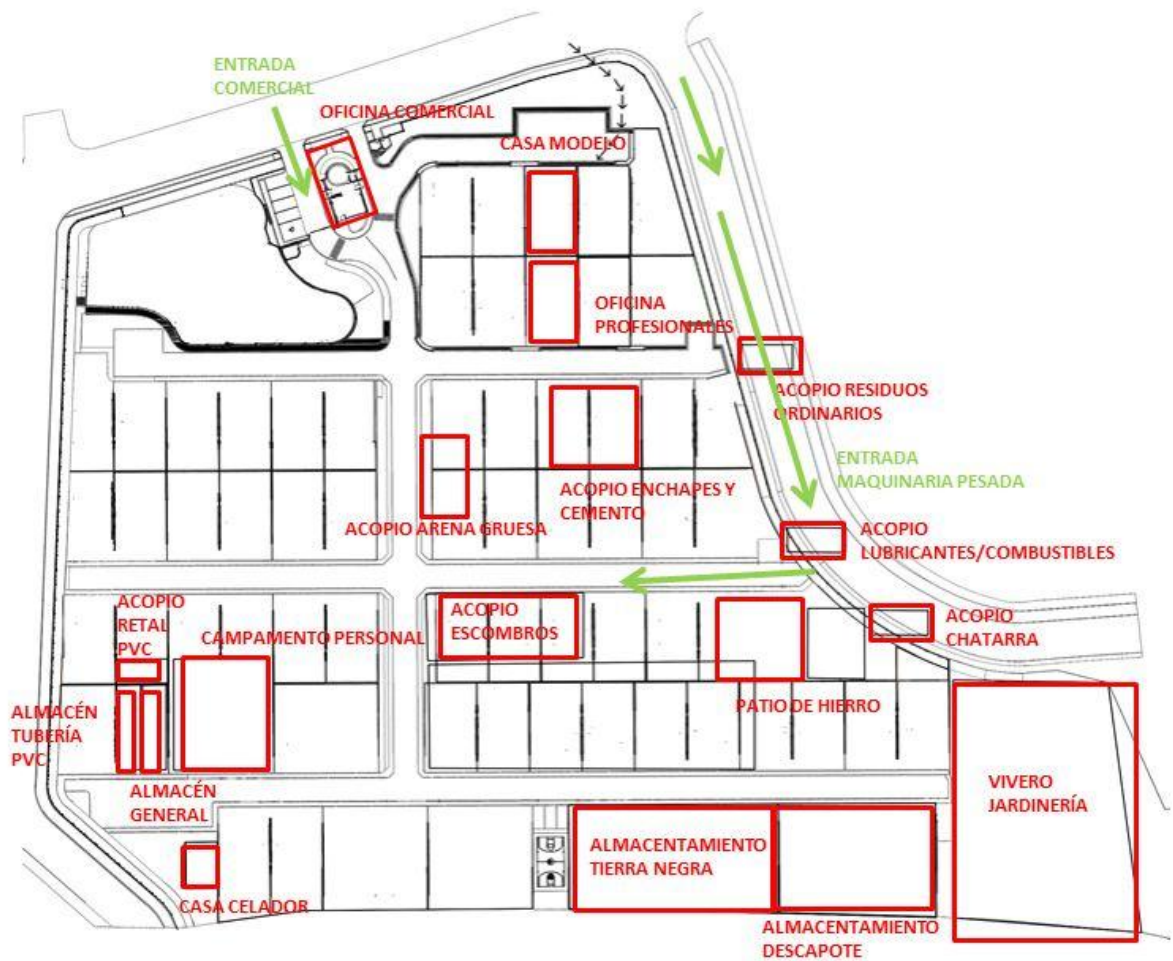 ENTRADA
COMERCIAL
OFICINA COMERCIAL
CASA MODELO
OFICINA
PROFESIONALES
ACOPIO RESIDUOS
ORDINARIOS
ENTRADA
MAQUINARIA PESADA
ACOPIO ENCHAPES Y
CEMENTO
ACOPIO ARENA GRUESA
ACOPIO
LUBRICANTES/COMBUSTIBLES
ACOPIO
RETAL
PVC
CAMPAMENTO PERSONAL
ACOPIO
ESCOMBROS
ACOPIO
CHATARRA
ALMACÉN
TUBERÍA
PVC
PATIO DE HIERRO
ALMACÉN
GENERAL
VIVERO
JARDINERÍA
ALMACENTAMIENTO
TIERRA NEGRA
CASA CELADOR
ALMACENTAMIENTO
DESCAPOTE